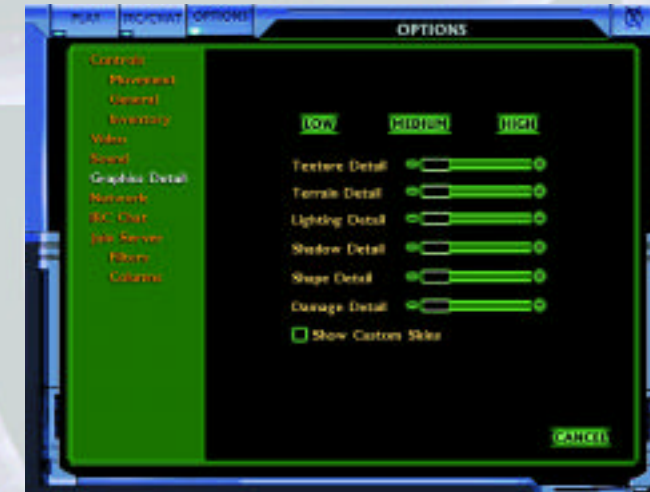 PLAY IRC/CHAT OPTIONS
OPTIONS
Controls
Movement
General
Inventory
Video
Sound
Graphics Detail
Network
IRC Chat
Join Server
Filters
Columns
LOW MEDIUM HIGH
Texture Detail
Terrain Detail
Lighting Detail
Shadow Detail
Shape Detail
Damage Detail
Show Custom Skins
CANCEL